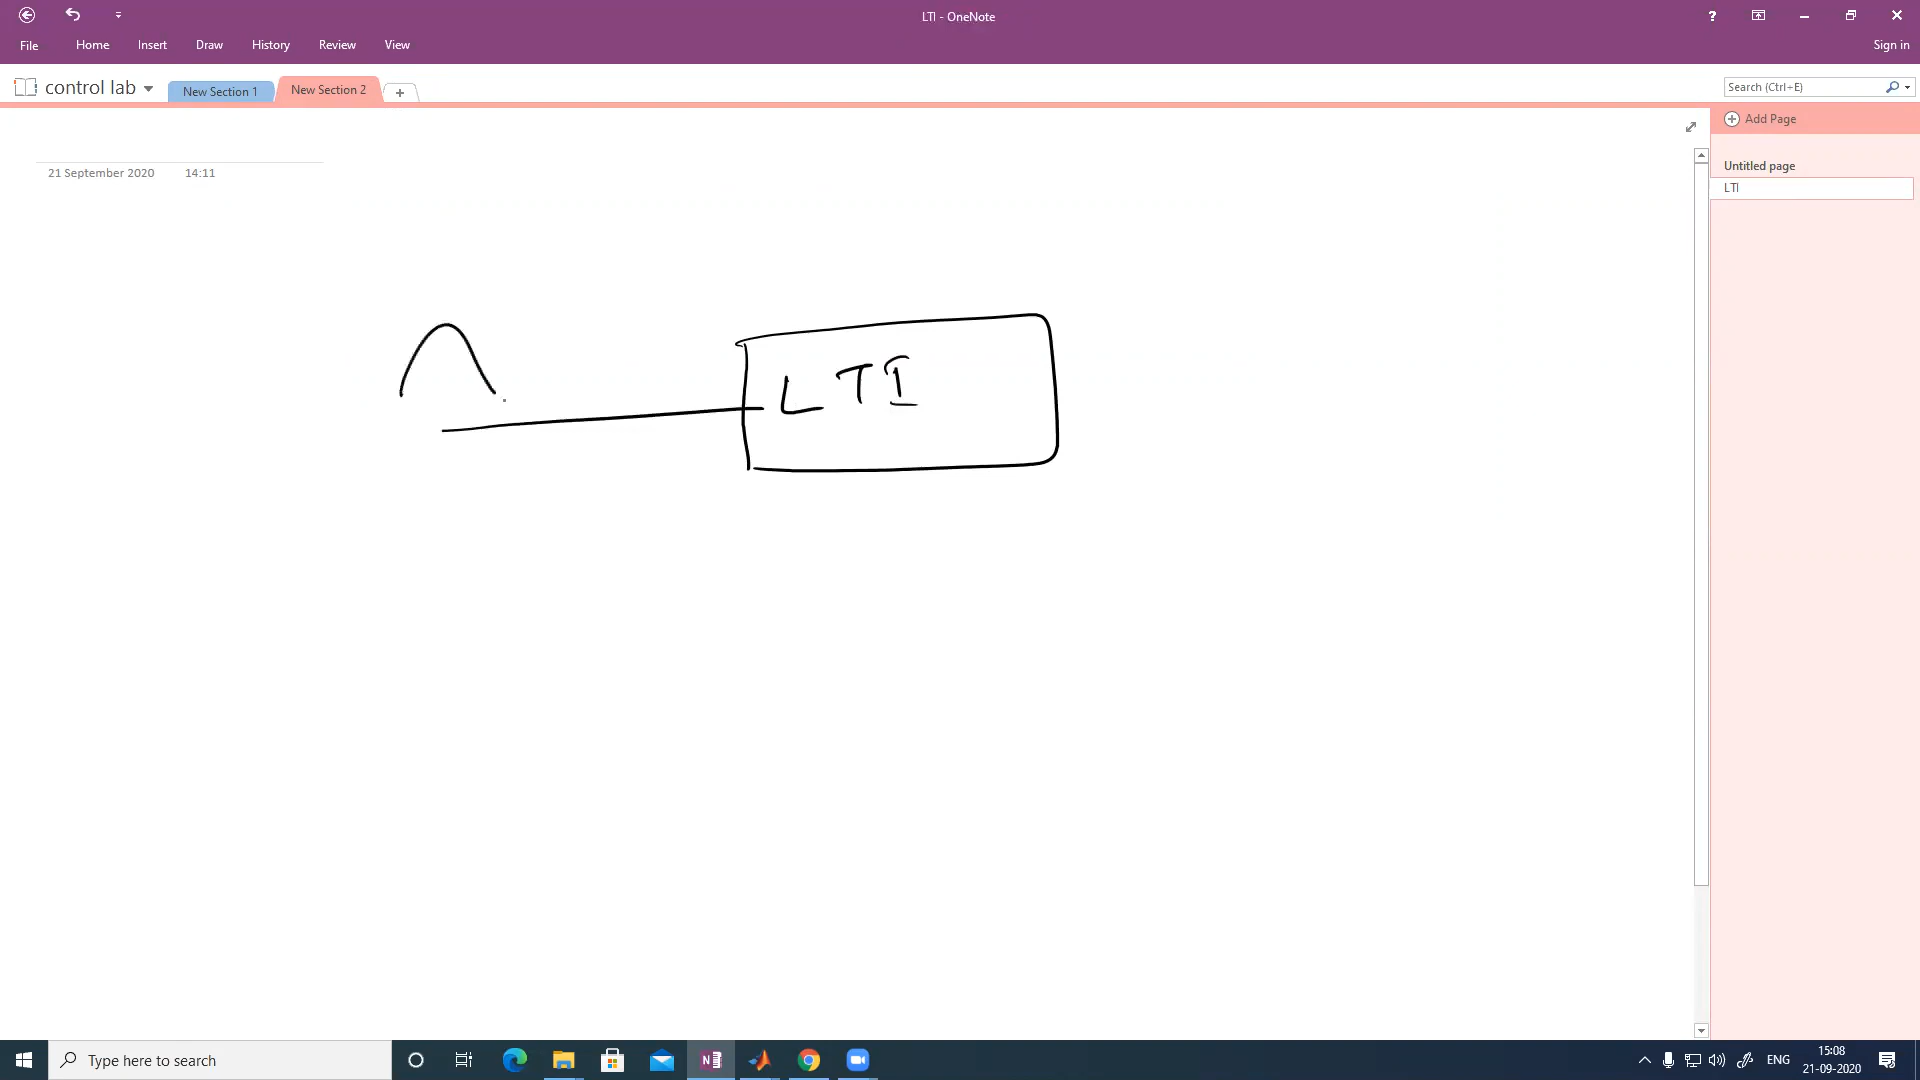 LTI - OneNote
?
File Home Insert Draw History Review View
Sign in
control lab New Section 1 New Section 2
Search (Ctrl+E)
Add Page
21 September 2020 14:11
Untitled page
LTI
LTI
Type here to search
N
ENG
15:08
21-09-2020